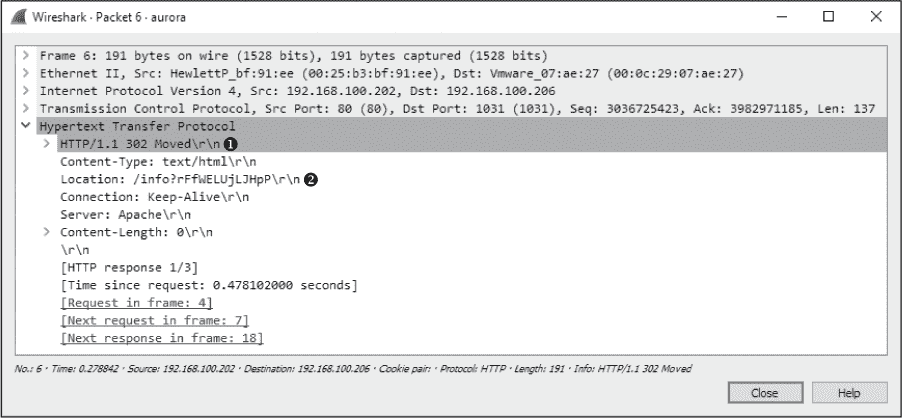 Wireshark · Packet 6 · aurora
Frame 6: 191 bytes on wire (1528 bits), 191 bytes captured (1528 bits)
Ethernet II, Src: HewlettP_bf:91:ee (00:25:b3:bf:91:ee), Dst: Vmware_07:ae:27 (00:0c:29:07:ae:27)
Internet Protocol Version 4, Src: 192.168.100.202, Dst: 192.168.100.206
Transmission Control Protocol, Src Port: 80 (80), Dst Port: 1031 (1031), Seq: 3036725423, Ack: 3982971185, Len: 137
Hypertext Transfer Protocol
HTTP/1.1 302 Moved\r\n ❶
Content-Type: text/html\r\n
Location: /info?rFfWELUjLJHpP\r\n ❷
Connection: Keep-Alive\r\n
Server: Apache\r\n
Content-Length: 0\r\n
\r\n
[HTTP response 1/3]
[Time since request: 0.478102000 seconds]
[Request in frame: 4]
[Next request in frame: 7]
[Next response in frame: 18]
No.: 6 · Time: 0.278842 · Source: 192.168.100.202 · Destination: 192.168.100.206 · Cookie pair: · Protocol: HTTP · Length: 191 · Info: HTTP/1.1 302 Moved
Close Help